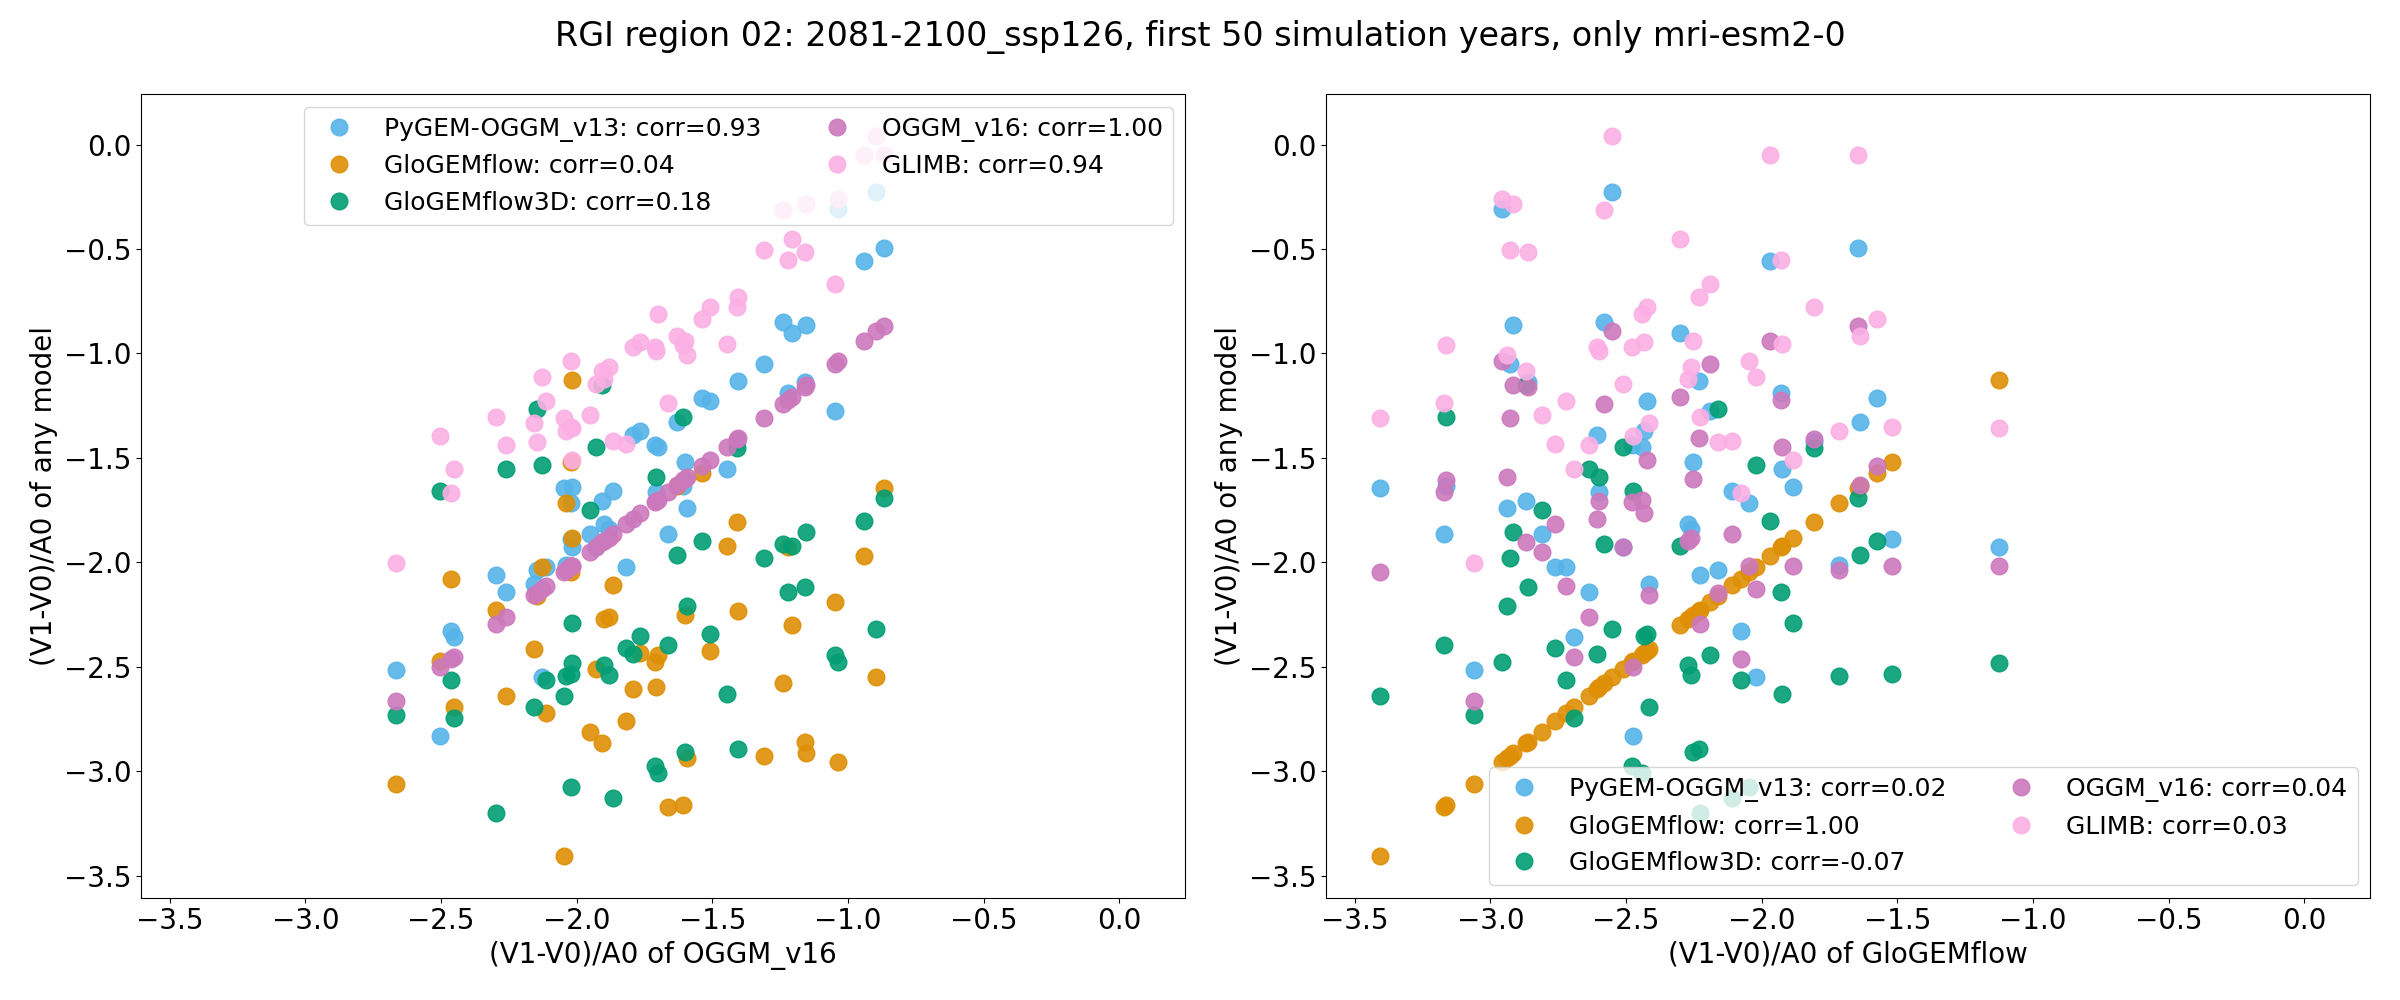 RGI region 02: 2081-2100_ssp126, first 50 simulation years, only mri-esm2-0
(V1-V0)/A0 of any model
0.0
−0.5
−1.0
−1.5
−2.0
−2.5
−3.0
−3.5
PyGEM-OGGM_v13: corr=0.93
GloGEMflow: corr=0.04
GloGEMflow3D: corr=0.18
OGGM_v16: corr=1.00
GLIMB: corr=0.94
−3.5 −3.0 −2.5 −2.0 −1.5 −1.0 −0.5 0.0
(V1-V0)/A0 of OGGM_v16
(V1-V0)/A0 of any model
0.0
−0.5
−1.0
−1.5
−2.0
−2.5
−3.0
−3.5
PyGEM-OGGM_v13: corr=0.02
GloGEMflow: corr=1.00
GloGEMflow3D: corr=-0.07
OGGM_v16: corr=0.04
GLIMB: corr=0.03
−3.5 −3.0 −2.5 −2.0 −1.5 −1.0 −0.5 0.0
(V1-V0)/A0 of GloGEMflow